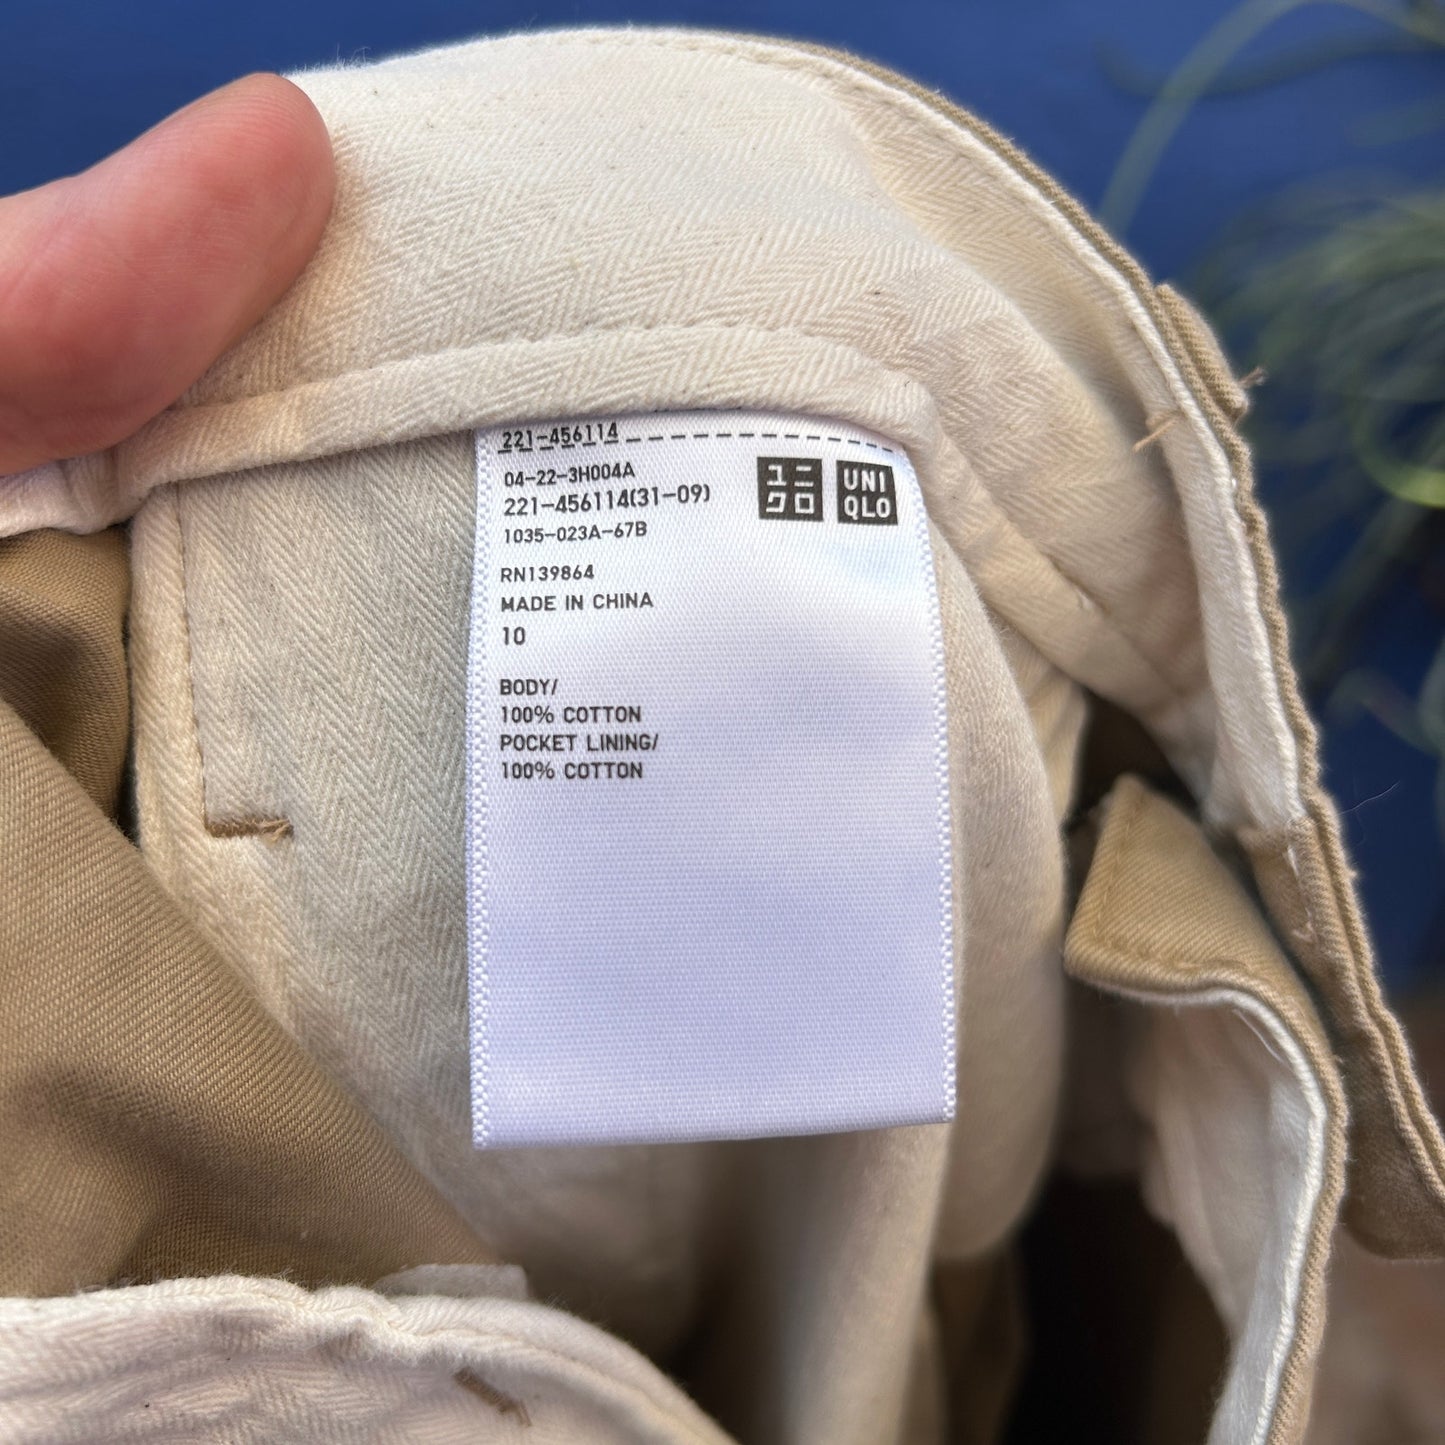 221-456114
04-22-3H004A
221-456114(31-09)
1035-023A-67B
ユニ
クロ
UNI
QLO
RN139864
MADE IN CHINA
10
BODY/
100% COTTON
POCKET LINING/
100% COTTON